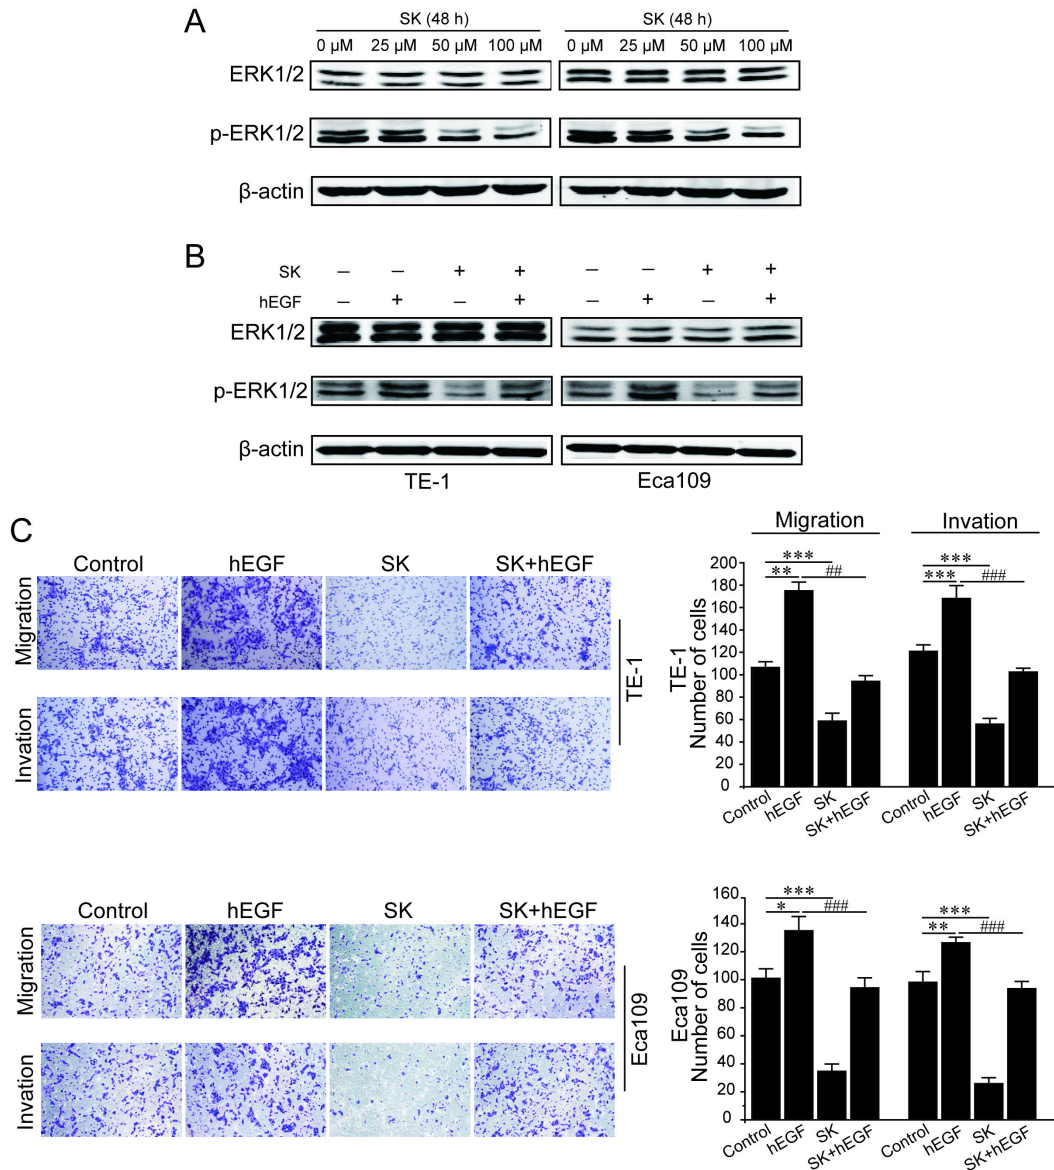 A
SK (48 h)
0 μM 25 μM 50 μM 100 μM
SK (48 h)
0 μM 25 μM 50 μM 100 μM
ERK1/2
p-ERK1/2
β-actin
B
SK – – + + – – + +
hEGF – + – + – + – +
ERK1/2
p-ERK1/2
β-actin
TE-1 Eca109
C
Control hEGF SK SK+hEGF
Migration
Invation
TE-1
Migration Invation
*** ***
** ## *** ###
TE-1
Number of cells
200
180
160
140
120
100
80
60
40
20
0
Control hEGF SK SK+hEGF Control hEGF SK SK+hEGF
Control hEGF SK SK+hEGF
Migration
Invation
Eca109
*** ***
* ### ** ###
Eca109
Number of cells
160
140
120
100
80
60
40
20
0
Control hEGF SK SK+hEGF Control hEGF SK SK+hEGF